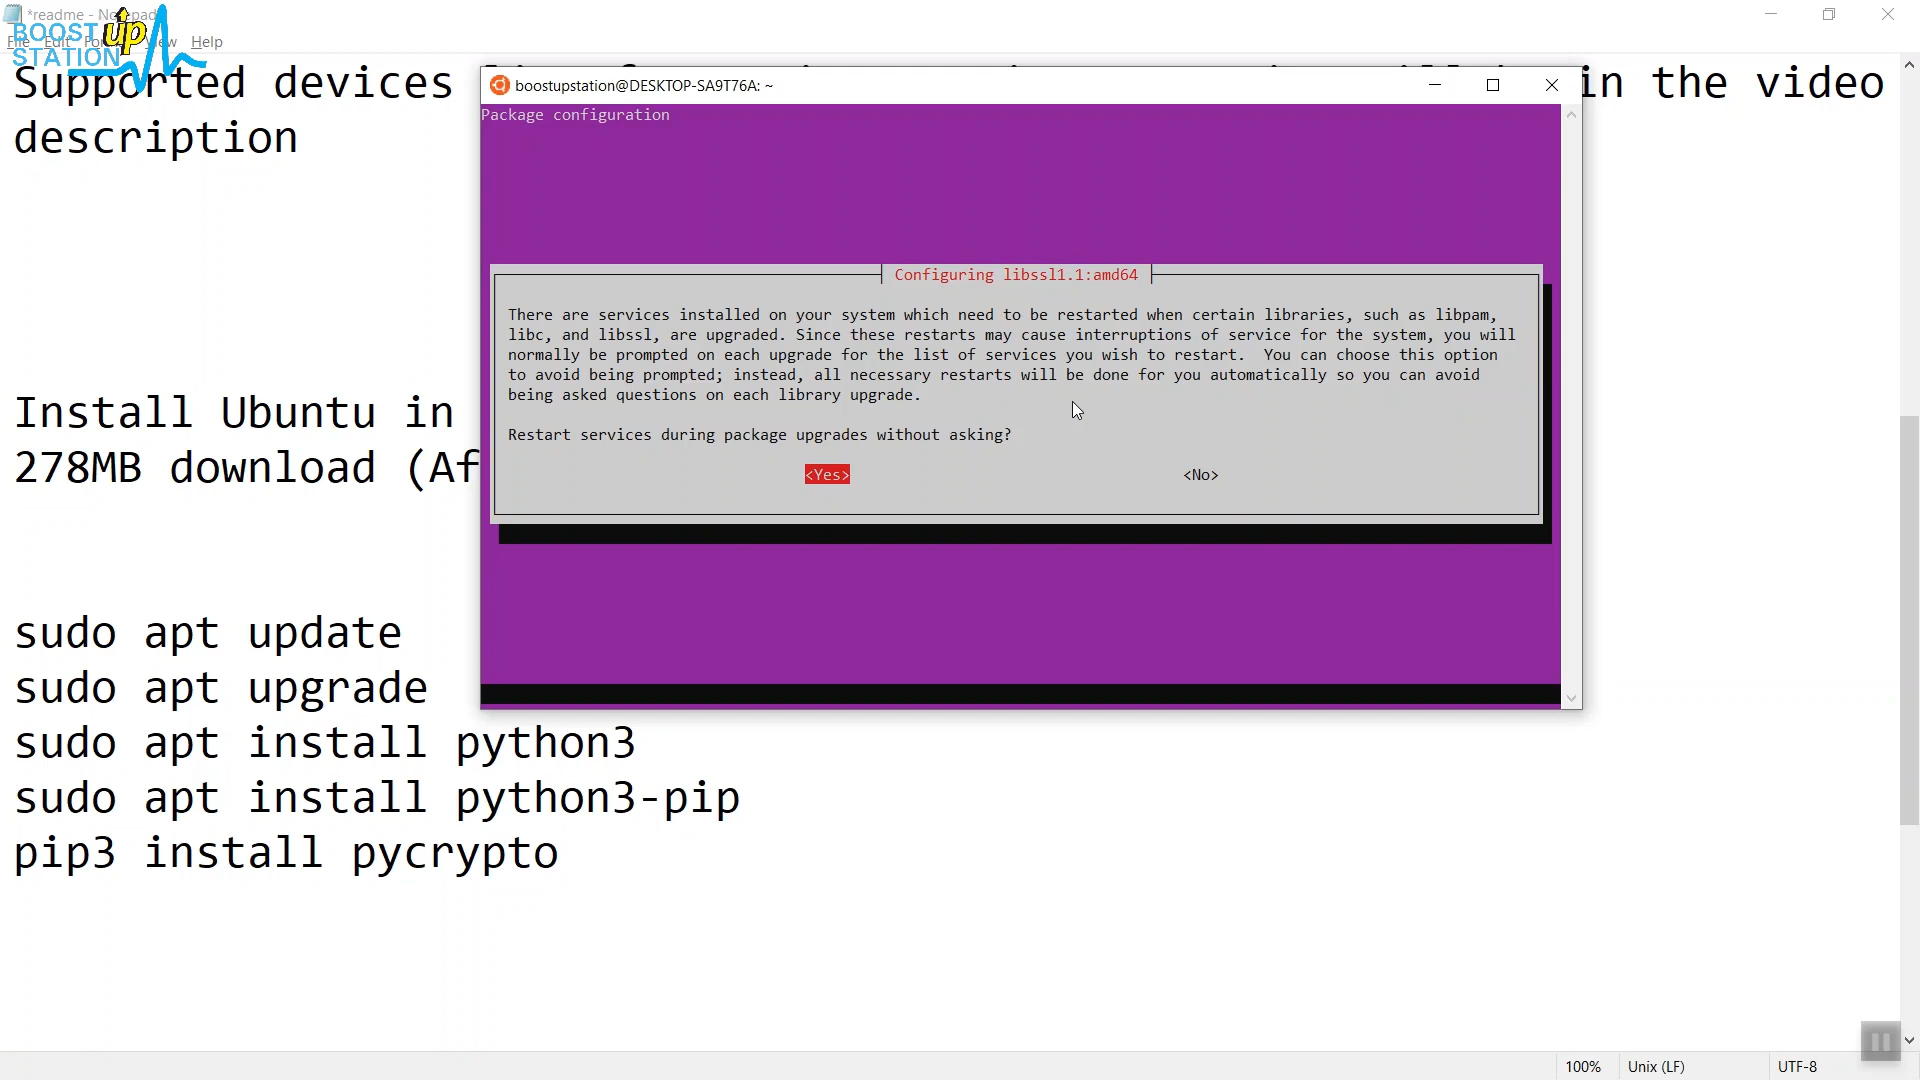 *readme - Notepad
BOOST up
STATION
File Edit View Help
Supported devices
in the video
description
boostupstation@DESKTOP-SA9T76A: ~
Package configuration
Configuring libssl1.1:amd64
There are services installed on your system which need to be restarted when certain libraries, such as libpam,
libc, and libssl, are upgraded. Since these restarts may cause interruptions of service for the system, you will
normally be prompted on each upgrade for the list of services you wish to restart.  You can choose this option
to avoid being prompted; instead, all necessary restarts will be done for you automatically so you can avoid
being asked questions on each library upgrade.
Restart services during package upgrades without asking?
<Yes> <No>
Install Ubuntu in
278MB download (Af
sudo apt update
sudo apt upgrade
sudo apt install python3
sudo apt install python3-pip
pip3 install pycrypto
100% Unix (LF) UTF-8